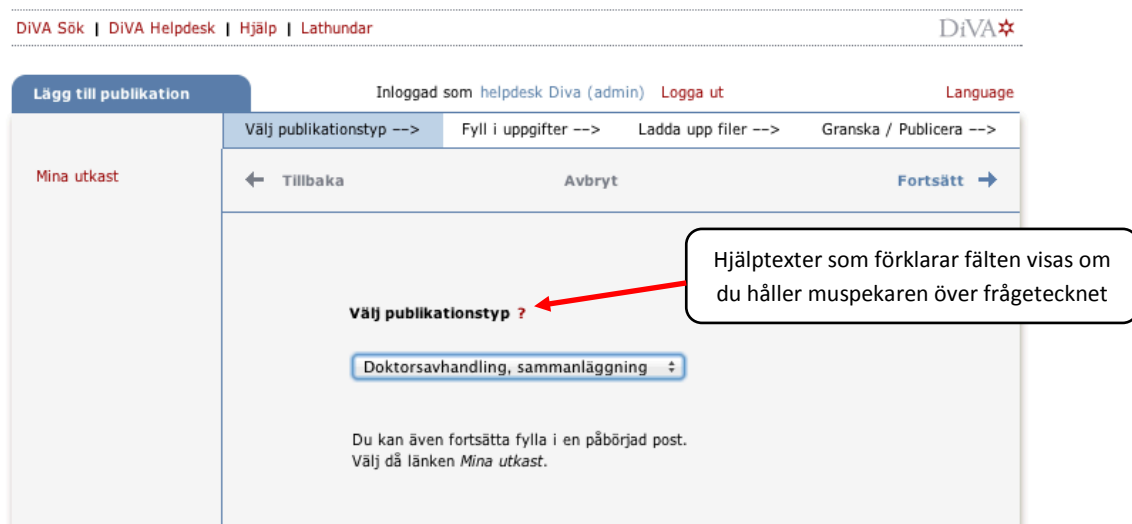 DiVA Sök | DiVA Helpdesk | Hjälp | Lathundar
DiVA
Lägg till publikation
Inloggad som helpdesk Diva (admin) Logga ut
Language
Välj publikationstyp --> Fyll i uppgifter --> Ladda upp filer --> Granska / Publicera -->
Mina utkast
← Tillbaka Avbryt Fortsätt →
Hjälptexter som förklarar fälten visas om
du håller muspekaren över frågetecknet
Välj publikationstyp ?
Doktorsavhandling, sammanläggning
Du kan även fortsätta fylla i en påbörjad post.
Välj då länken Mina utkast.